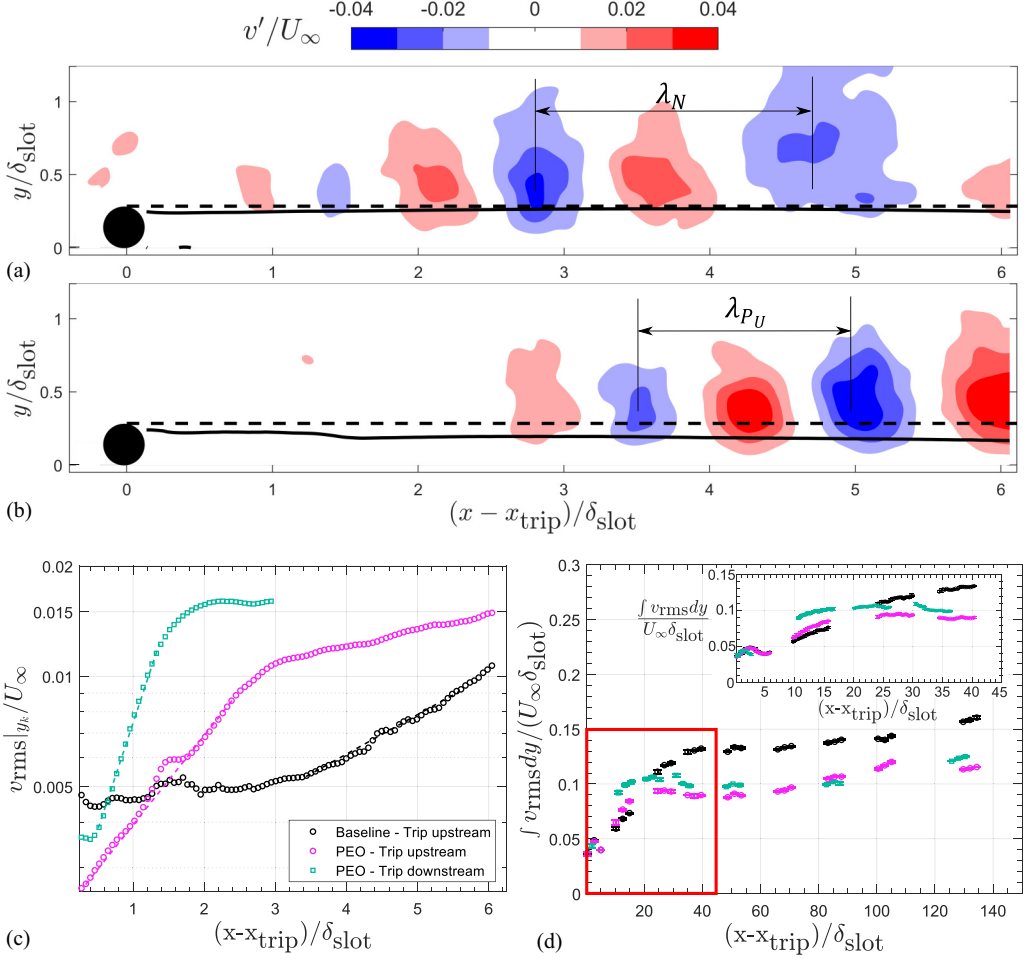 v′/U∞
-0.04 -0.02 0 0.02 0.04
λN
y/δslot
1
0.5
0
(a)
0 1 2 3 4 5 6
λPU
y/δslot
1
0.5
0
(b)
0 1 2 3 4 5 6
(x − xtrip)/δslot
0.02
0.015
0.01
0.005
vrms|yk/U∞
Baseline - Trip upstream
PEO - Trip upstream
PEO - Trip downstream
1 2 3 4 5 6
(c)
(x-xtrip)/δslot
0.3
0.25
0.2
0.15
0.1
0.05
0
∫ vrmsdy/(U∞δslot)
∫ vrmsdy
U∞δslot
0.15
0.1
0.05
0
5 10 15 20 25 30 35 40 45
(x-xtrip)/δslot
20 40 60 80 100 120 140
(d)
(x-xtrip)/δslot